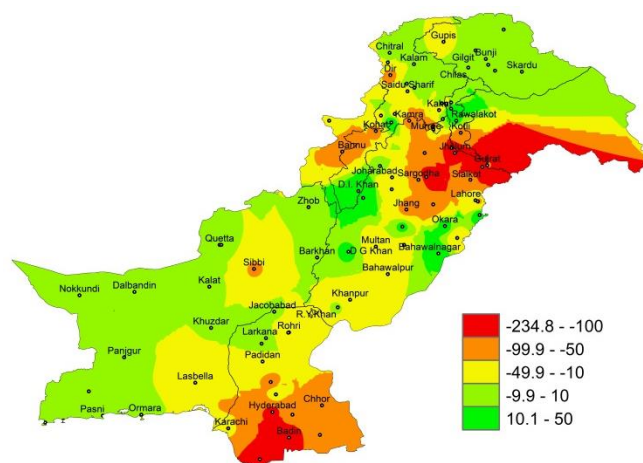 Gupis
Chitral
Kalam
Gilgit
Bunji
Dir
Chilas
Skardu
Saidu Sharif
Kakul
Kamra
Rawalakot
Kohat
Murree
Kotli
Bannu
Jhelum
Gujrat
Joharabad
Sargodha
Sialkot
D.I. Khan
Zhob
Jhang
Lahore
Okara
Quetta
Multan
Barkhan
D G Khan
Bahawalnagar
Sibbi
Bahawalpur
Nokkundi
Dalbandin
Kalat
Khanpur
Jacobabad
R.Y.Khan
Khuzdar
Larkana
Rohri
Panjgur
Padidan
Lasbella
Pasni
Ormara
Hyderabad
Chhor
Karachi
Badin
-234.8 - -100
-99.9 - -50
-49.9 - -10
-9.9 - 10
10.1 - 50